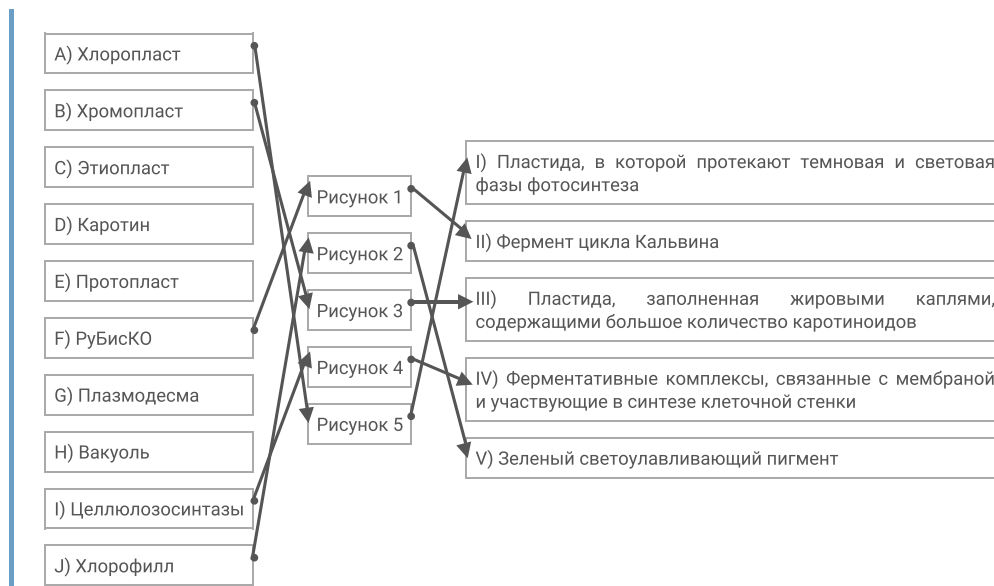 A) Хлоропласт
B) Хромопласт
C) Этиопласт
D) Каротин
E) Протопласт
F) РуБисКО
G) Плазмодесма
H) Вакуоль
I) Целлюлозосинтазы
J) Хлорофилл
Рисунок 1
Рисунок 2
Рисунок 3
Рисунок 4
Рисунок 5
I) Пластида, в которой протекают темновая и световая
фазы фотосинтеза
II) Фермент цикла Кальвина
III) Пластида, заполненная жировыми каплями,
содержащими большое количество каротиноидов
IV) Ферментативные комплексы, связанные с мембраной
и участвующие в синтезе клеточной стенки
V) Зеленый светоулавливающий пигмент